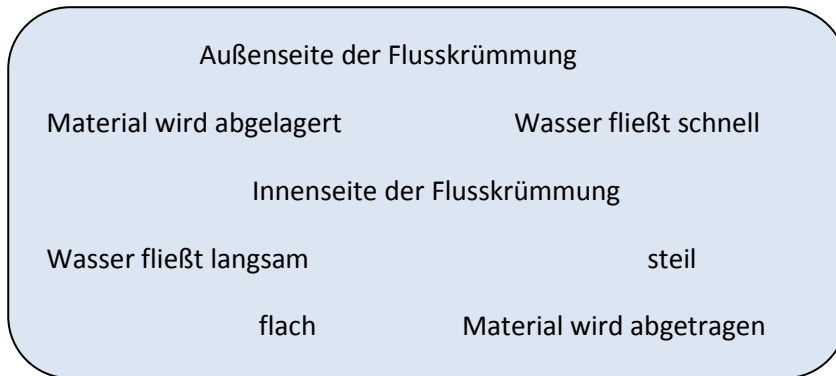 Außenseite der Flusskrümmung
Material wird abgelagert Wasser fließt schnell
Innenseite der Flusskrümmung
Wasser fließt langsam steil
flach Material wird abgetragen